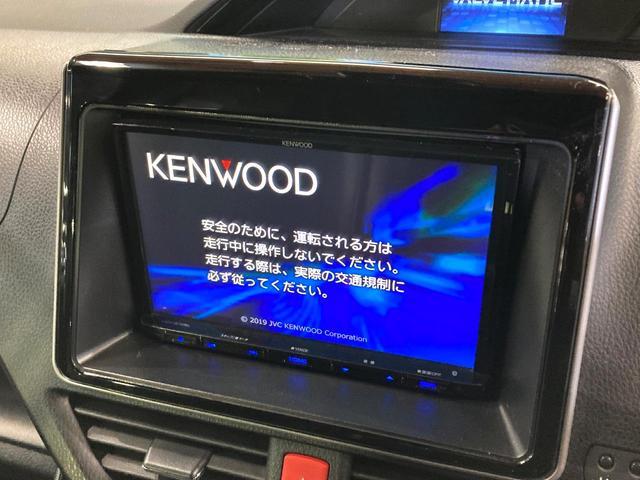 KENWOOD
KENWOOD
安全のために、運転される方は
走行中に操作しないでください。
走行する際は、実際の交通規制に
必ず従ってください。
© 2019 JVC KENWOOD Corporation
HOME